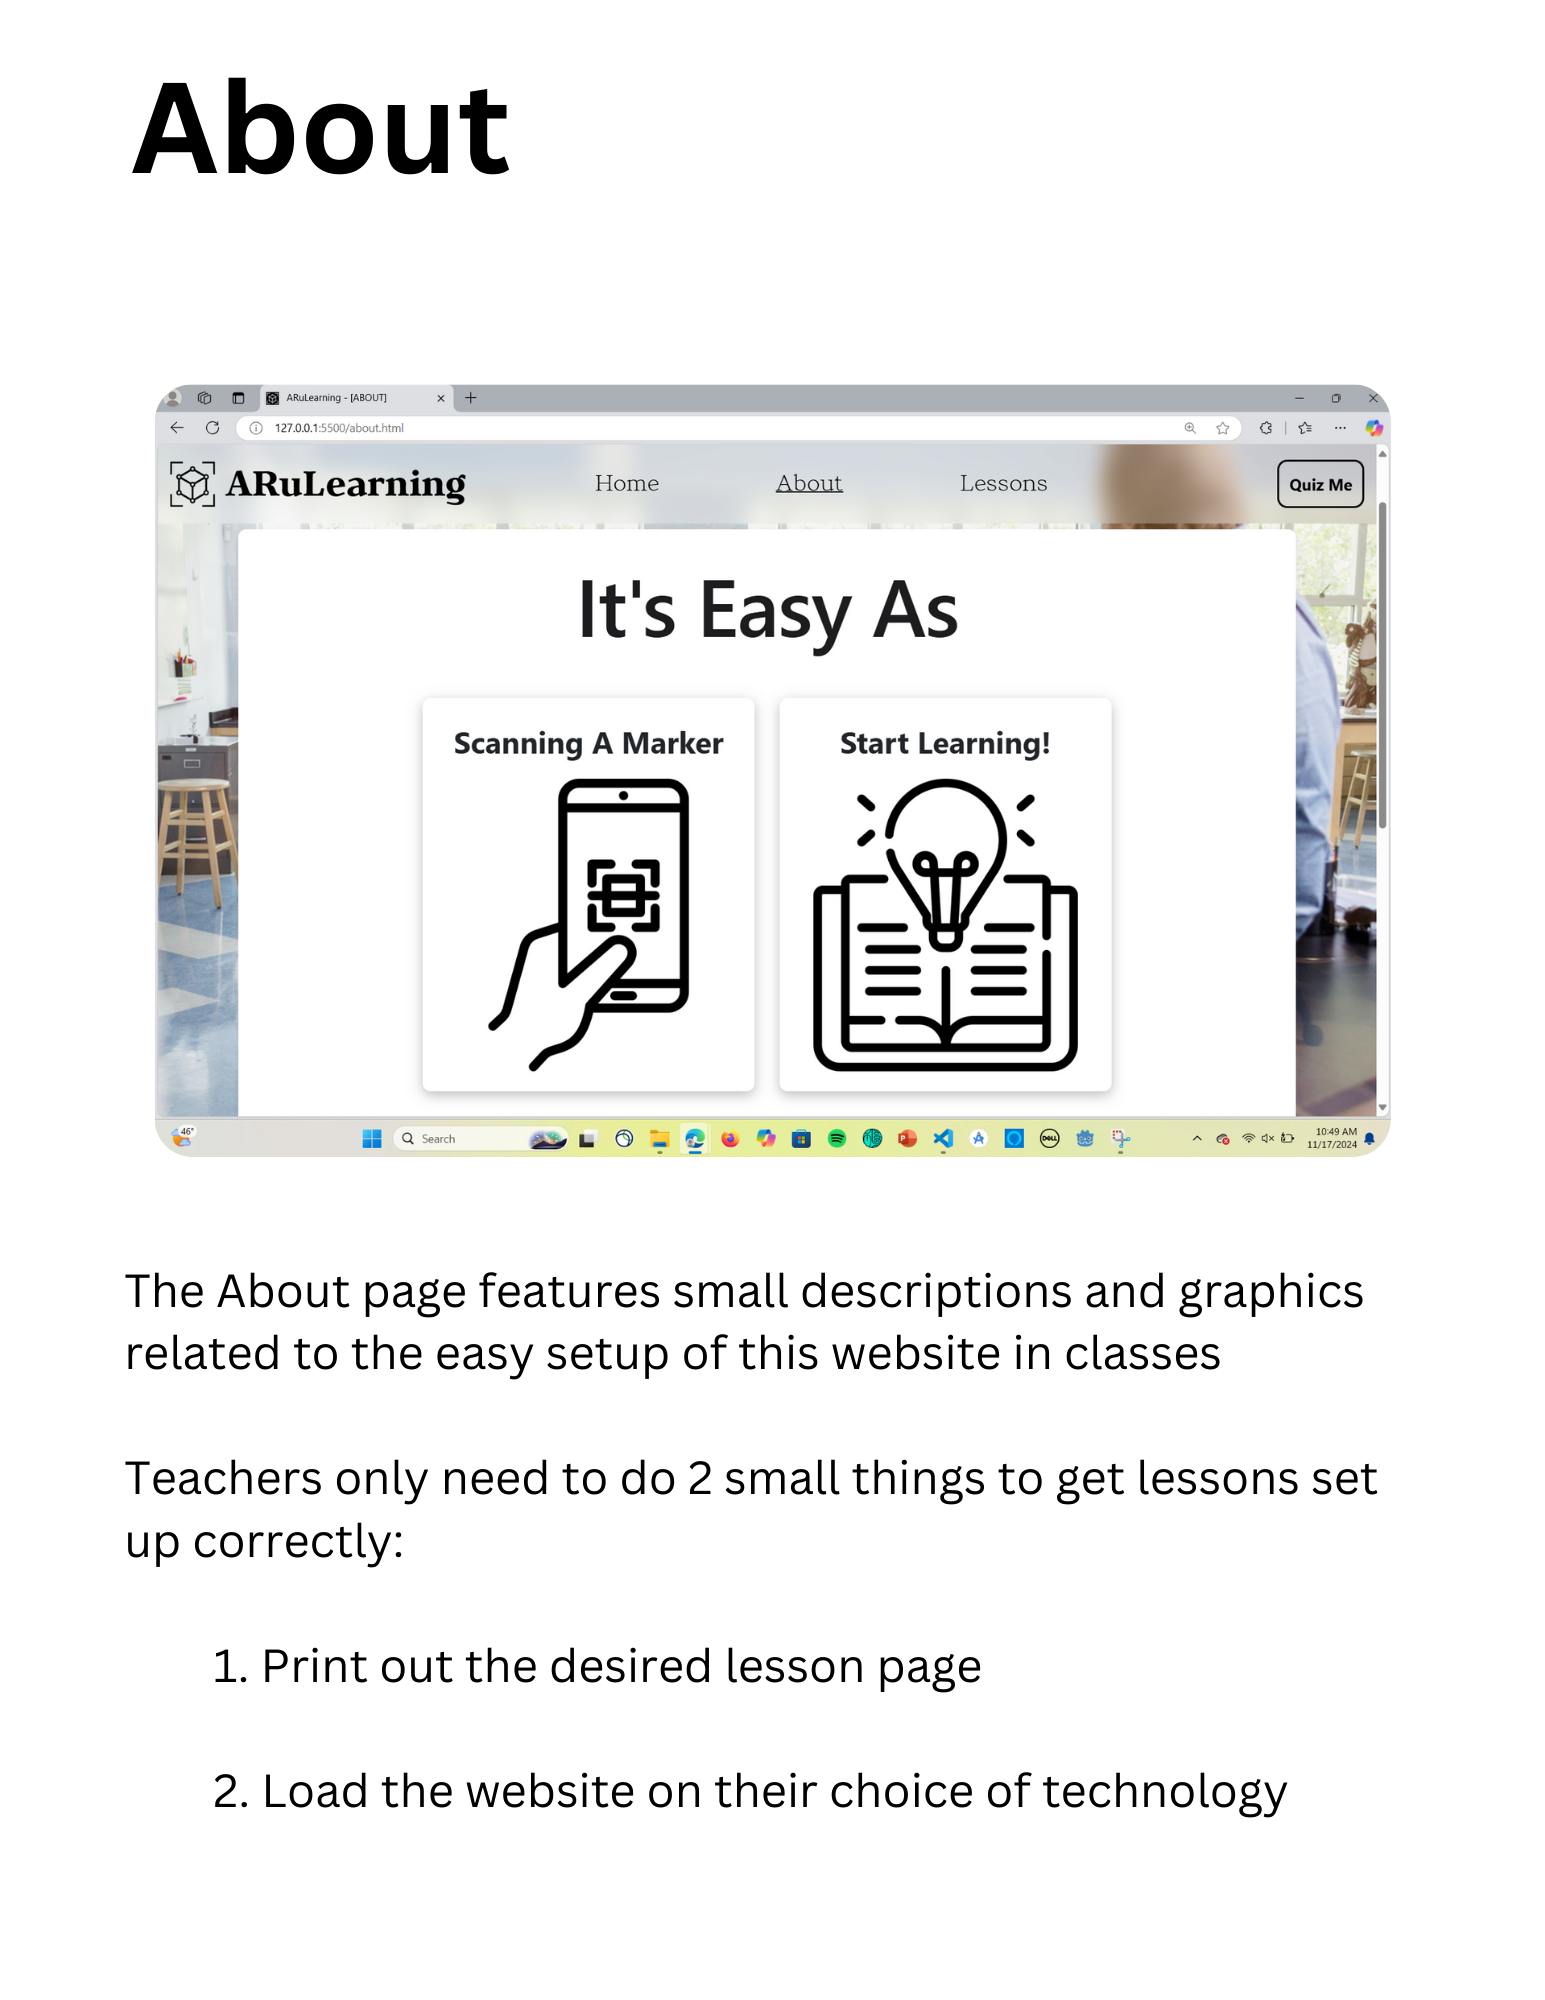 About
ARuLearning - [ABOUT]
127.0.0.1:5500/about.html
ARuLearning
Home
About
Lessons
Quiz Me
It's Easy As
Scanning A Marker
Start Learning!
46°
Search
DELL
10:49 AM
11/17/2024
The About page features small descriptions and graphics
related to the easy setup of this website in classes
Teachers only need to do 2 small things to get lessons set
up correctly:
1. Print out the desired lesson page
2. Load the website on their choice of technology